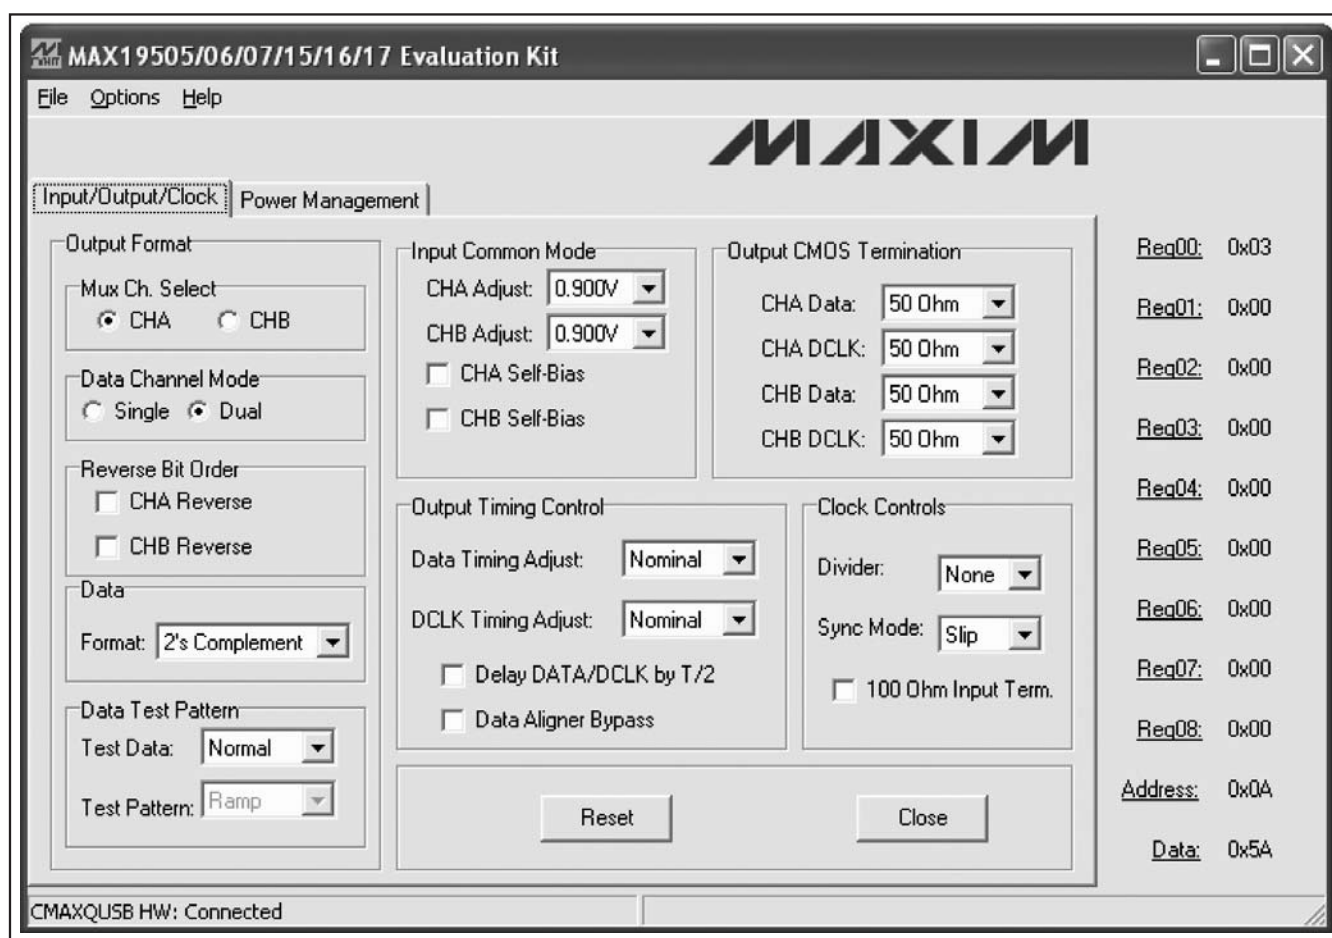 MAX19505/06/07/15/16/17 Evaluation Kit
File Options Help
MAXIM
Input/Output/Clock Power Management
Output Format
Mux Ch. Select
CHA CHB
Data Channel Mode
Single Dual
Reverse Bit Order
CHA Reverse
CHB Reverse
Data
Format: 2's Complement
Data Test Pattern
Test Data: Normal
Test Pattern: Ramp
Input Common Mode
CHA Adjust: 0.900V
CHB Adjust: 0.900V
CHA Self-Bias
CHB Self-Bias
Output CMOS Termination
CHA Data: 50 Ohm
CHA DCLK: 50 Ohm
CHB Data: 50 Ohm
CHB DCLK: 50 Ohm
Output Timing Control
Data Timing Adjust: Nominal
DCLK Timing Adjust: Nominal
Delay DATA/DCLK by T/2
Data Aligner Bypass
Clock Controls
Divider: None
Sync Mode: Slip
100 Ohm Input Term.
Reset Close
Reg00: 0x03
Reg01: 0x00
Reg02: 0x00
Reg03: 0x00
Reg04: 0x00
Reg05: 0x00
Reg06: 0x00
Reg07: 0x00
Reg08: 0x00
Address: 0x0A
Data: 0x5A
CMAXQUSB HW: Connected